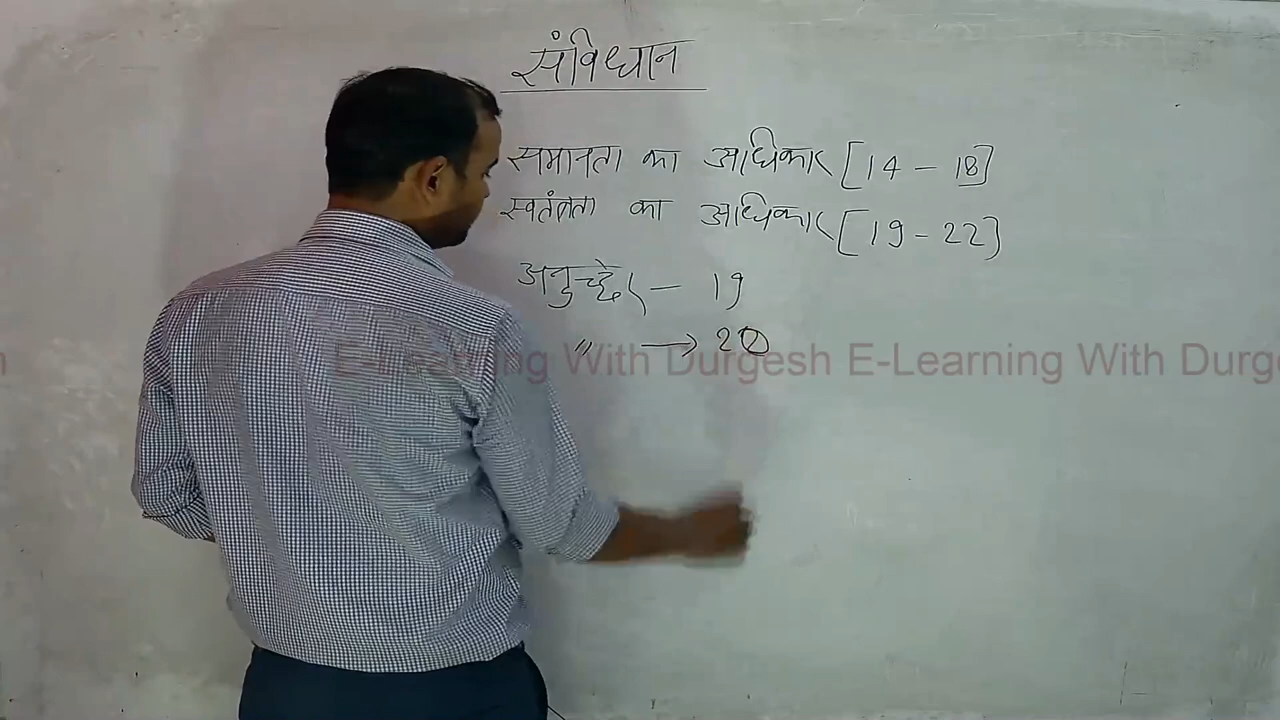 संविधान
समानता का अधिकार [14 - 18]
स्वतंत्रता का अधिकार [19 - 22]
अनुच्छेद - 19
" → 20
E-Learning With Durgesh E-Learning With Durgesh